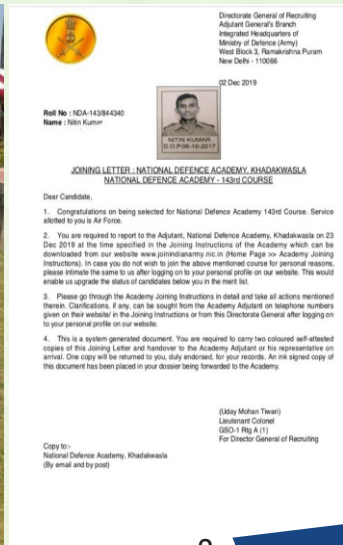 Directorate General of Recruiting
Adjutant General's Branch
Integrated Headquarters of
Ministry of Defence (Army)
West Block 3, Ramakrishna Puram
New Delhi - 110066
02 Dec 2019
Roll No : NDA-143/844340
Name : Nitin Kumar
NITIN KUMAR
D.O.P 06-10-2017
JOINING LETTER : NATIONAL DEFENCE ACADEMY, KHADAKWASLA
NATIONAL DEFENCE ACADEMY - 143rd COURSE
Dear Candidate,
1. Congratulations on being selected for National Defence Academy 143rd Course. Service
allotted to you is Air Force.
2. You are required to report to the Adjutant, National Defence Academy, Khadakwasla on 23
Dec 2019 at the time specified in the Joining Instructions of the Academy which can be
downloaded from our website www.joinindianarmy.nic.in (Home Page >> Academy Joining
Instructions). In case you do not wish to join the above mentioned course for personal reasons,
please intimate the same to us after logging on to your personal profile on our website. This would
enable us upgrade the status of candidates below you in the merit list.
3. Please go through the Academy Joining Instructions in detail and take all actions mentioned
therein. Clarifications, if any, can be sought from the Academy Adjutant on telephone numbers
given on their website/ in the Joining Instructions or from this Directorate General after logging on
to your personal profile on our website.
4. This is a system generated document. You are required to carry two coloured self-attested
copies of this Joining Letter and handover to the Academy Adjutant or his representative on
arrival. One copy will be returned to you, duly endorsed, for your records. An ink signed copy of
this document has been placed in your dossier being forwarded to the Academy.
(Uday Mohan Tiwari)
Lieutenant Colonel
GSO-1 Rtg A (1)
For Director General of Recruiting
Copy to:-
National Defence Academy, Khadakwasla
(By email and by post)